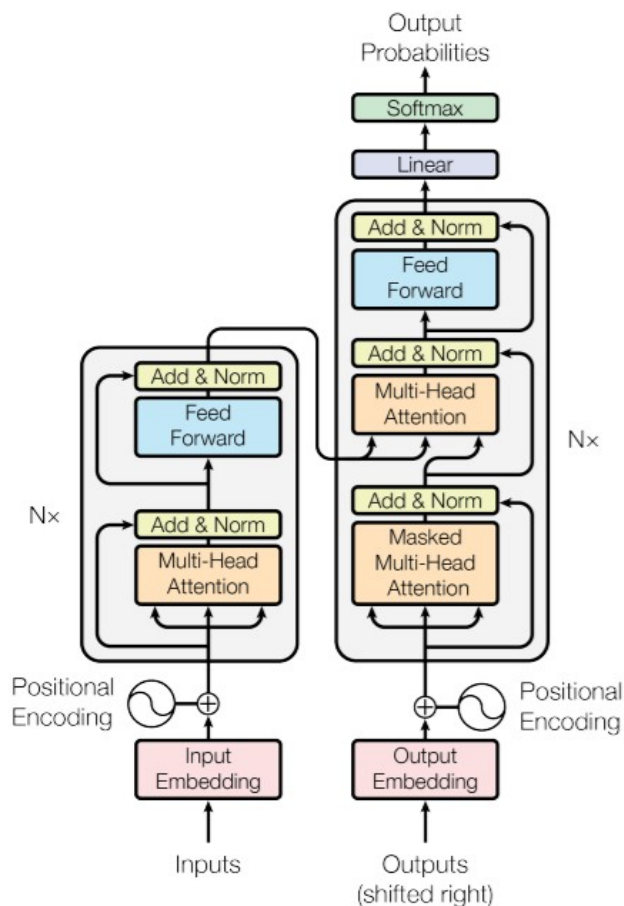 Output
Probabilities
Softmax
Linear
Add & Norm
Feed
Forward
Add & Norm
Multi-Head
Attention
Add & Norm
Masked
Multi-Head
Attention
N×
Add & Norm
Feed
Forward
Add & Norm
Multi-Head
Attention
N×
Positional
Encoding
Positional
Encoding
Input
Embedding
Output
Embedding
Inputs
Outputs
(shifted right)